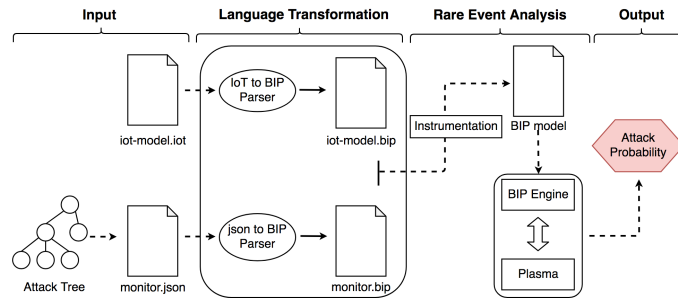 Input
Language Transformation
Rare Event Analysis
Output
IoT to BIP
Parser
iot-model.iot
iot-model.bip
Instrumentation
BIP model
Attack
Probability
BIP Engine
Plasma
json to BIP
Parser
Attack Tree
monitor.json
monitor.bip